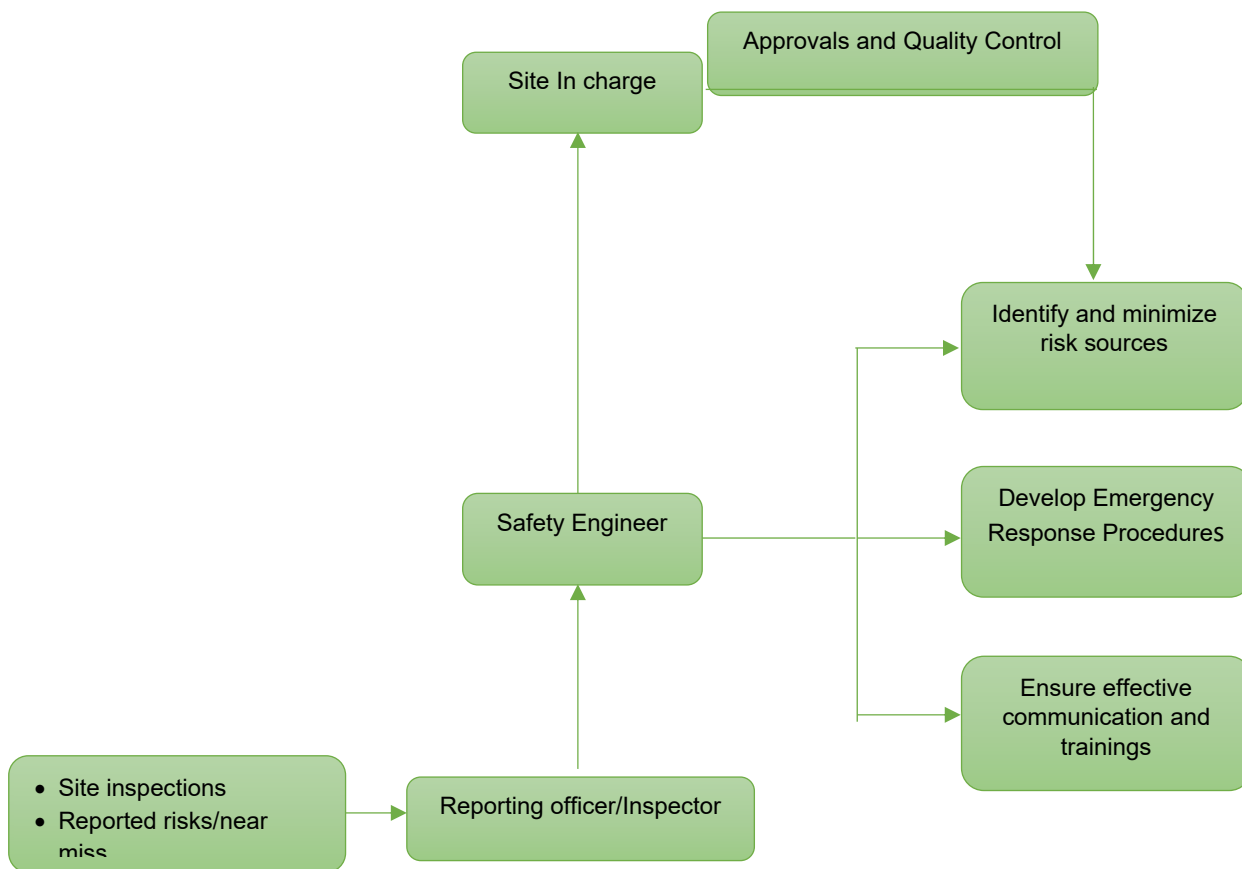 Approvals and Quality Control
Site In charge
Identify and minimize
risk sources
Safety Engineer
Develop Emergency
Response Procedures
Ensure effective
communication and
trainings
• Site inspections
• Reported risks/near
miss
Reporting officer/Inspector